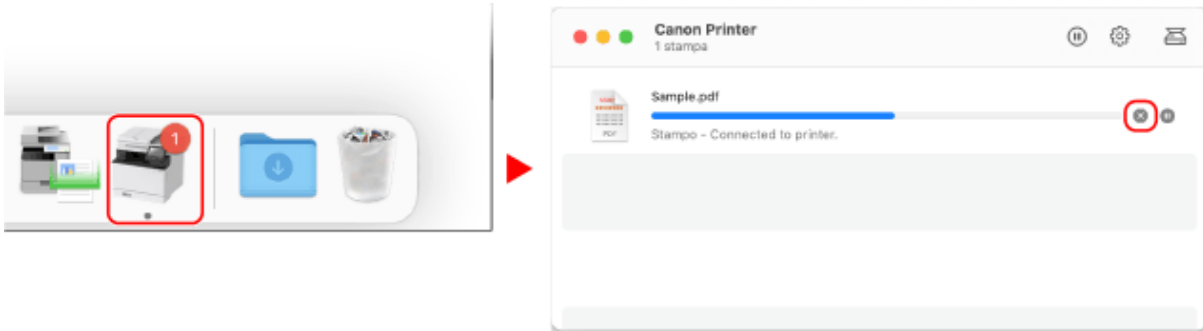 1
Canon Printer
1 stampa
Sample.pdf
Stampo - Connected to printer.
PDF